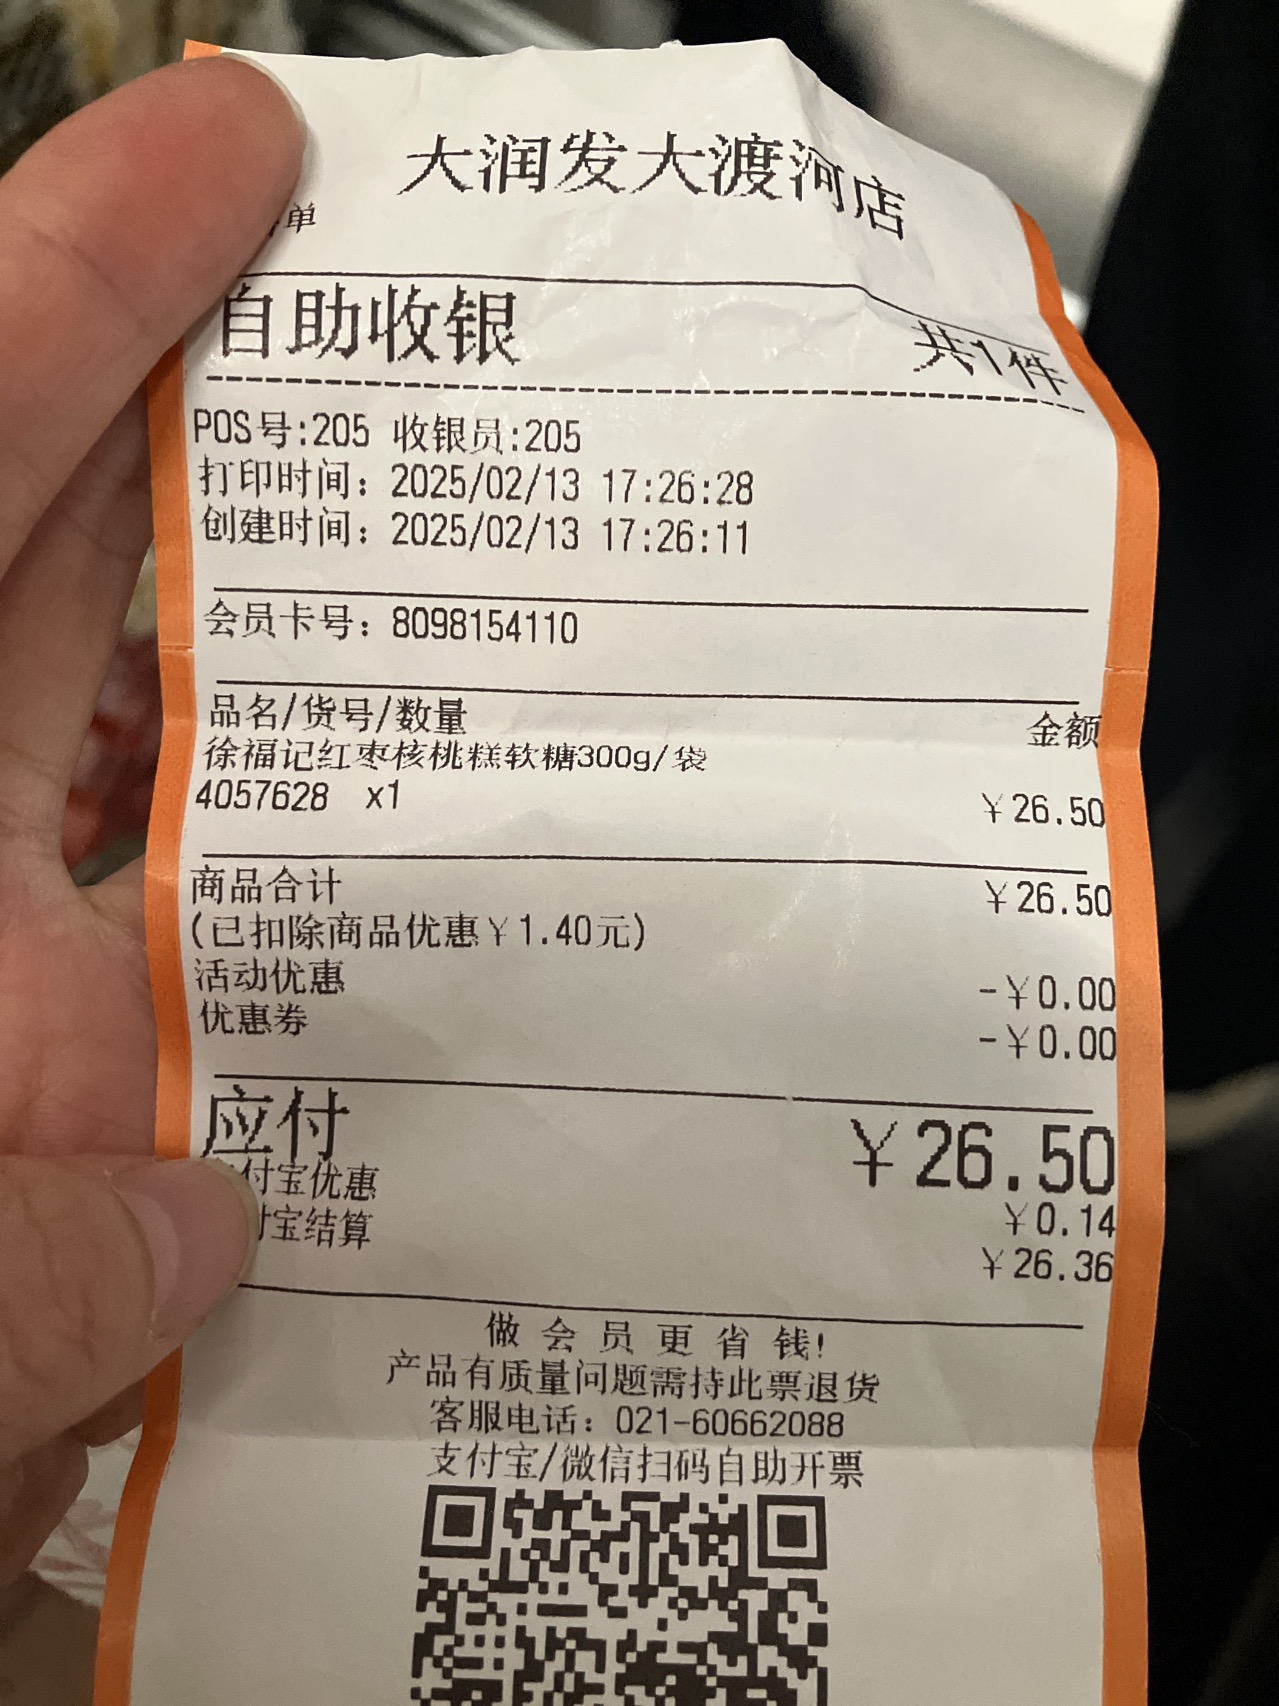 大润发大渡河店
单
自助收银 共1件
POS号:205 收银员:205
打印时间：2025/02/13 17:26:28
创建时间：2025/02/13 17:26:11
会员卡号：8098154110
品名/货号/数量 金额
徐福记红枣核桃糕软糖300g/袋
4057628 x1 ￥26.50
商品合计 ￥26.50
(已扣除商品优惠￥1.40元)
活动优惠 -￥0.00
优惠券 -￥0.00
应付 ￥26.50
付宝优惠 ￥0.14
宝结算 ￥26.36
做会员更省钱!
产品有质量问题需持此票退货
客服电话：021-60662088
支付宝/微信扫码自助开票